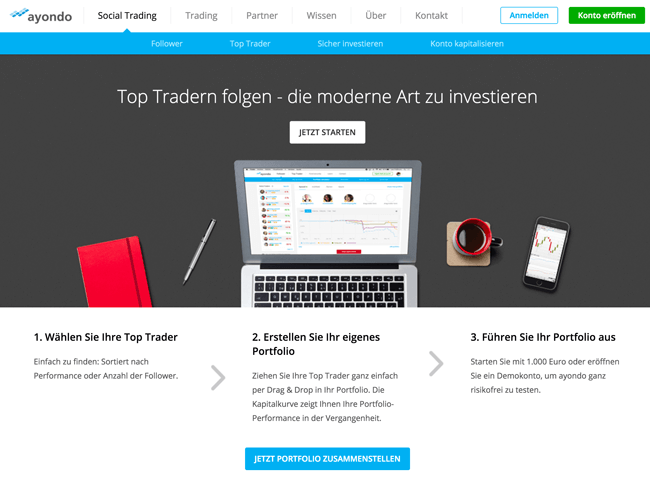 ayondo
Social Trading
Trading
Partner
Wissen
Über
Kontakt
Anmelden
Konto eröffnen
Follower
Top Trader
Sicher investieren
Konto kapitalisieren
Top Tradern folgen - die moderne Art zu investieren
JETZT STARTEN
1. Wählen Sie Ihre Top Trader
Einfach zu finden: Sortiert nach
Performance oder Anzahl der Follower.
2. Erstellen Sie Ihr eigenes
Portfolio
Ziehen Sie Ihre Top Trader ganz einfach
per Drag & Drop in Ihr Portfolio. Die
Kapitalkurve zeigt Ihnen Ihre Portfolio-
Performance in der Vergangenheit.
3. Führen Sie Ihr Portfolio aus
Starten Sie mit 1.000 Euro oder eröffnen
Sie ein Demokonto, um ayondo ganz
risikofrei zu testen.
JETZT PORTFOLIO ZUSAMMENSTELLEN